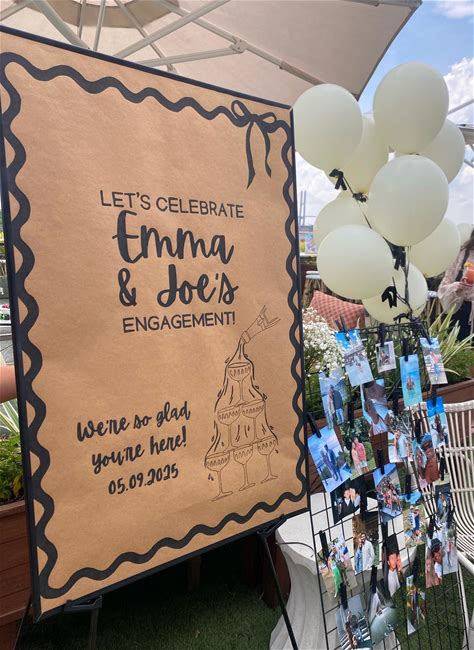 LET'S CELEBRATE
Emma
& Joe's
ENGAGEMENT!
We're so glad
you're here!
05.09.2025